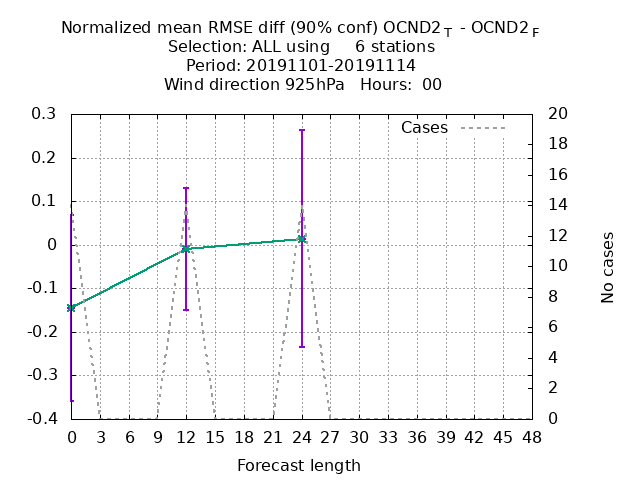 Normalized mean RMSE diff (90% conf) OCND2 T - OCND2 F
Selection: ALL using 6 stations
Period: 20191101-20191114
Wind direction 925hPa Hours: 00
Cases
0.3
0.2
0.1
0
-0.1
-0.2
-0.3
-0.4
20
18
16
14
12
10
8
6
4
2
0
No cases
0 3 6 9 12 15 18 21 24 27 30 33 36 39 42 45 48
Forecast length